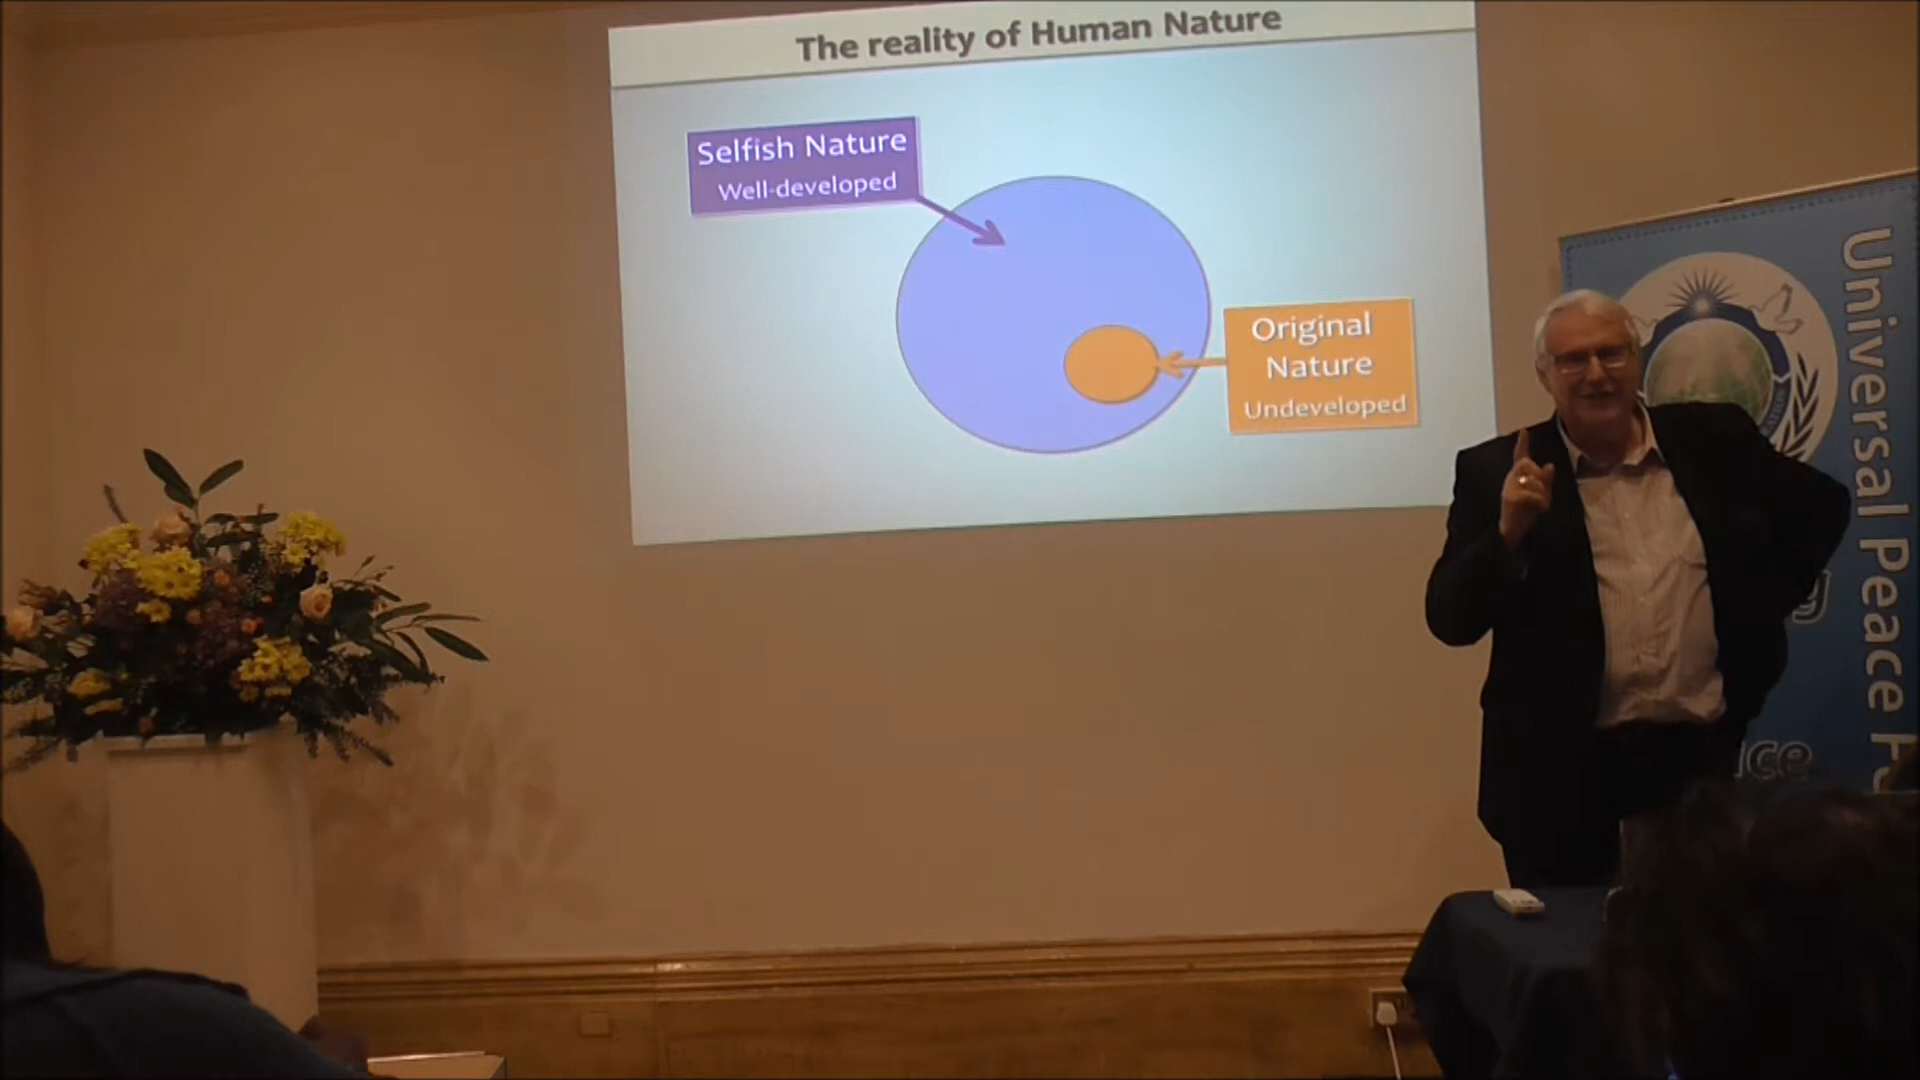 The reality of Human Nature
Selfish Nature
Well-developed
Original
Nature
Undeveloped
Universal Peace F